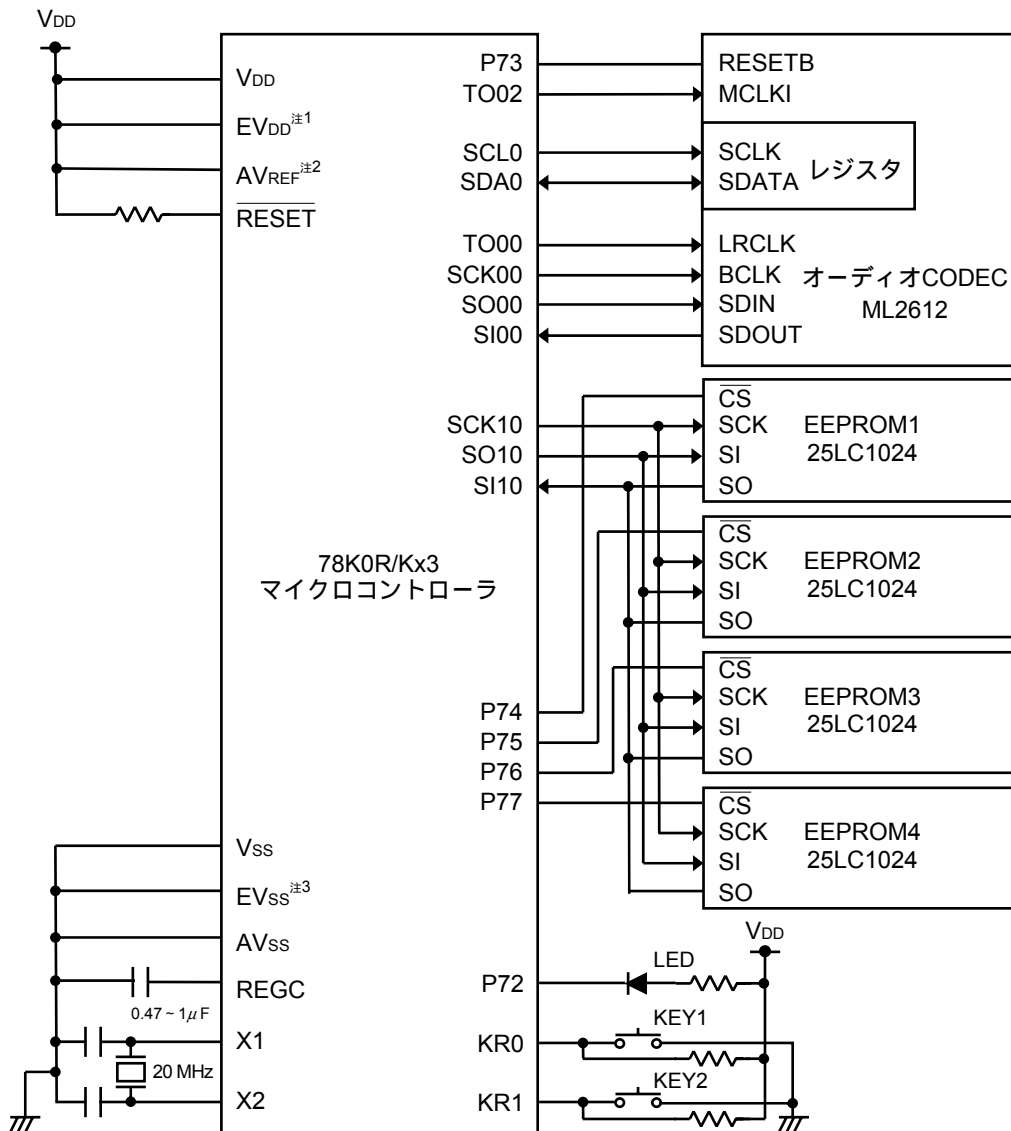 VDD
VDD
EVDD注1
AVREF注2
RESET
P73
TO02
SCL0
SDA0
TO00
SCK00
SO00
SI00
SCK10
SO10
SI10
78K0R/Kx3
マイクロコントローラ
P74
P75
P76
P77
VSS
EVSS注3
AVSS
REGC
0.47 ~ 1μF
X1
20 MHz
X2
P72
KR0
KR1
RESETB
MCLKI
SCLK
SDATA
レジスタ
LRCLK
BCLK
SDIN
SDOUT
オーディオCODEC
ML2612
CS
SCK
SI
SO
EEPROM1
25LC1024
CS
SCK
SI
SO
EEPROM2
25LC1024
CS
SCK
SI
SO
EEPROM3
25LC1024
CS
SCK
SI
SO
EEPROM4
25LC1024
VDD
LED
KEY1
KEY2